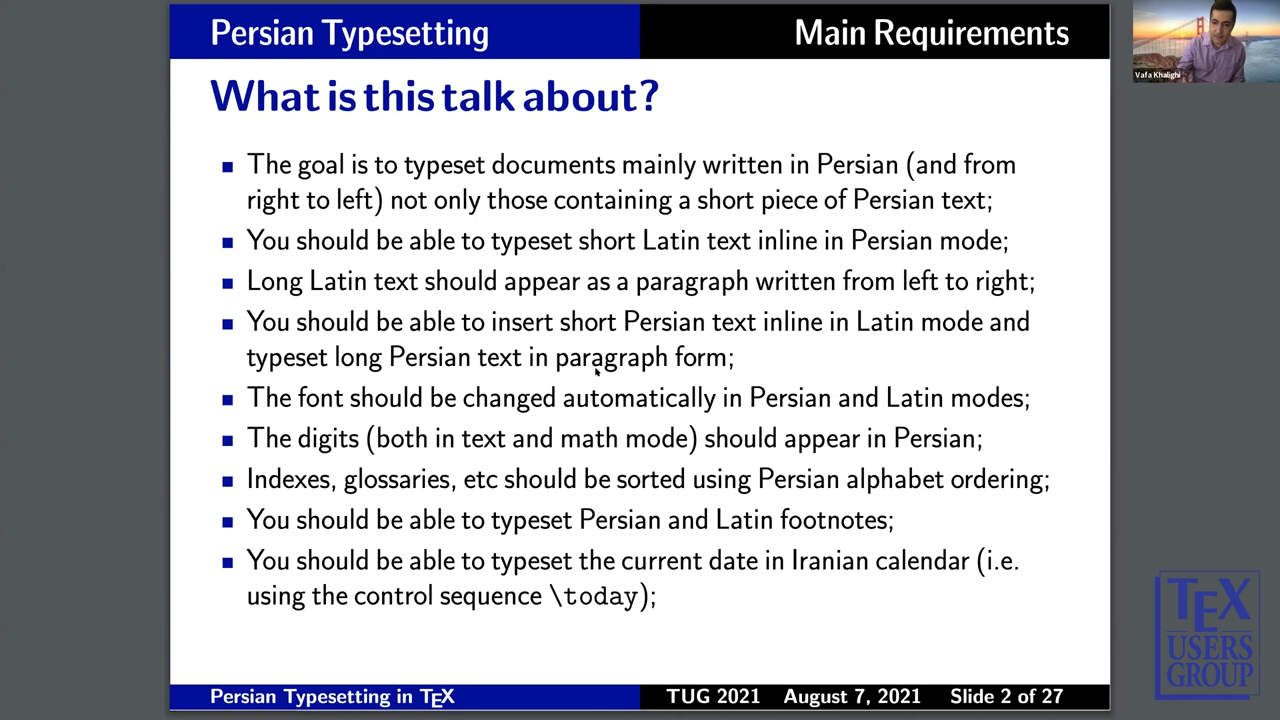 Persian Typesetting
Main Requirements
Vafa Khalighi
What is this talk about?
The goal is to typeset documents mainly written in Persian (and from
right to left) not only those containing a short piece of Persian text;
You should be able to typeset short Latin text inline in Persian mode;
Long Latin text should appear as a paragraph written from left to right;
You should be able to insert short Persian text inline in Latin mode and
typeset long Persian text in paragraph form;
The font should be changed automatically in Persian and Latin modes;
The digits (both in text and math mode) should appear in Persian;
Indexes, glossaries, etc should be sorted using Persian alphabet ordering;
You should be able to typeset Persian and Latin footnotes;
You should be able to typeset the current date in Iranian calendar (i.e.
using the control sequence \today);
TEX
USERS
GROUP
Persian Typesetting in TEX
TUG 2021 August 7, 2021 Slide 2 of 27